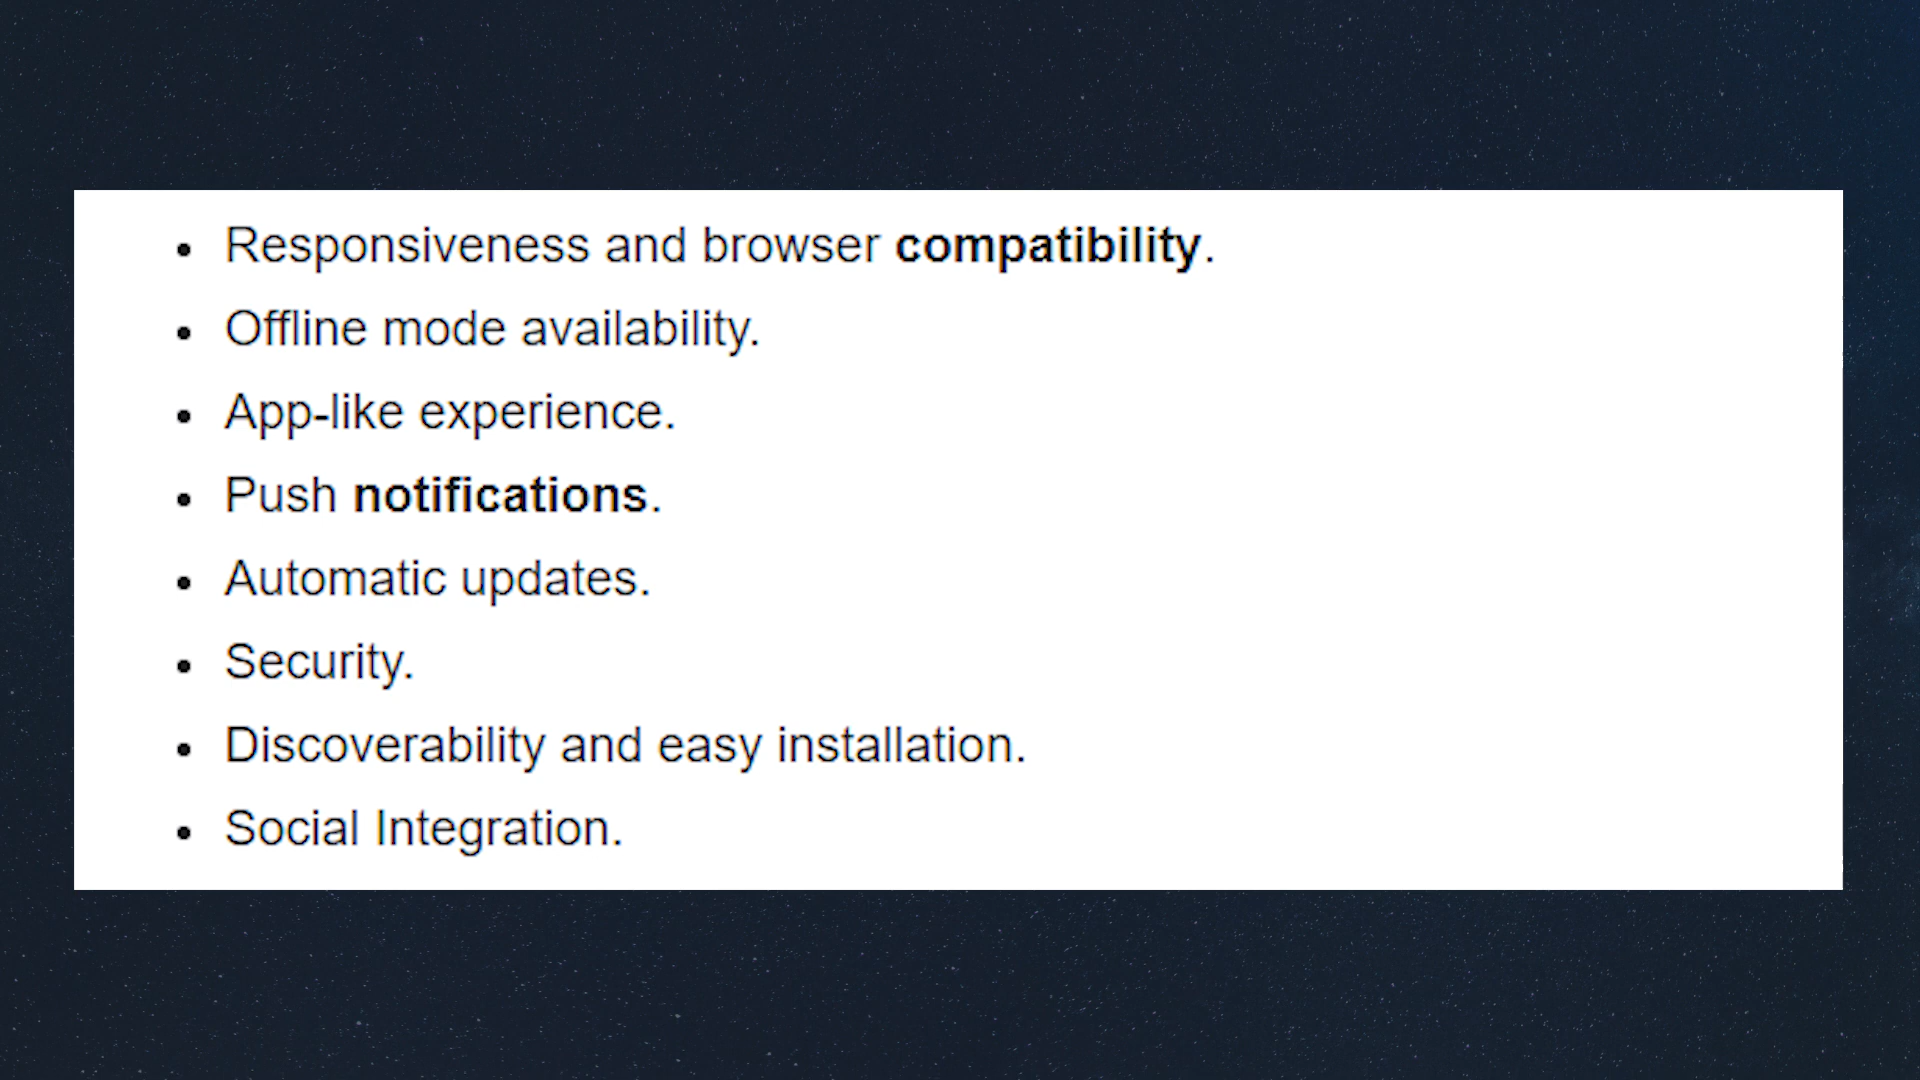 • Responsiveness and browser compatibility.
• Offline mode availability.
• App-like experience.
• Push notifications.
• Automatic updates.
• Security.
• Discoverability and easy installation.
• Social Integration.